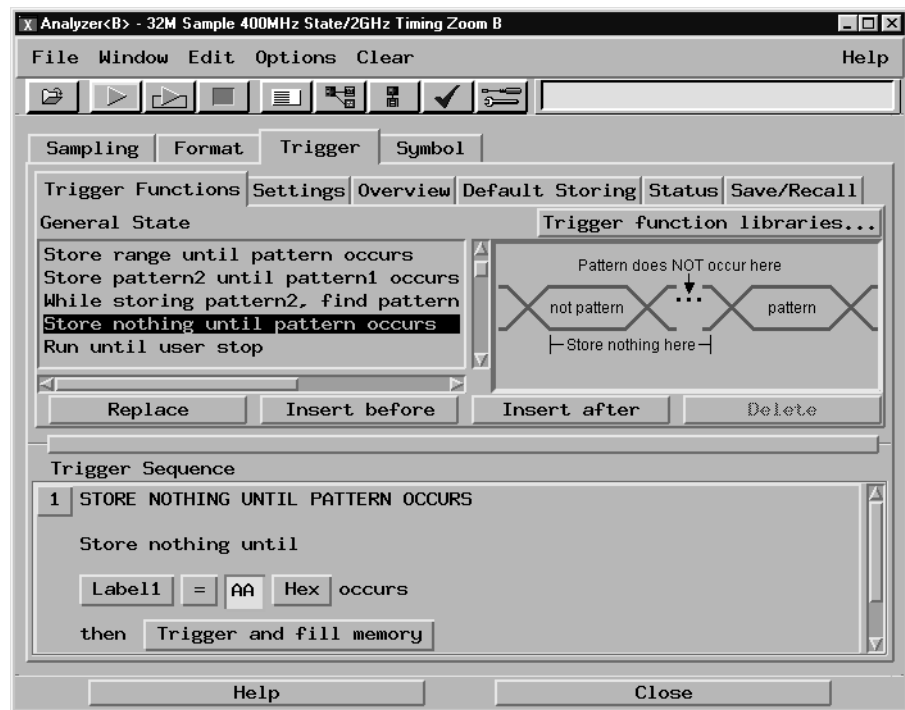 X Analyzer<B> - 32M Sample 400MHz State/2GHz Timing Zoom B
File Window Edit Options Clear Help
Sampling Format Trigger Symbol
Trigger Functions Settings Overview Default Storing Status Save/Recall
General State Trigger function libraries...
Store range until pattern occurs
Store pattern2 until pattern1 occurs
While storing pattern2, find pattern
Store nothing until pattern occurs
Run until user stop
Pattern does NOT occur here
not pattern ... pattern
Store nothing here
Replace Insert before Insert after Delete
Trigger Sequence
1 STORE NOTHING UNTIL PATTERN OCCURS
Store nothing until
Label1 = AA Hex occurs
then Trigger and fill memory
Help Close